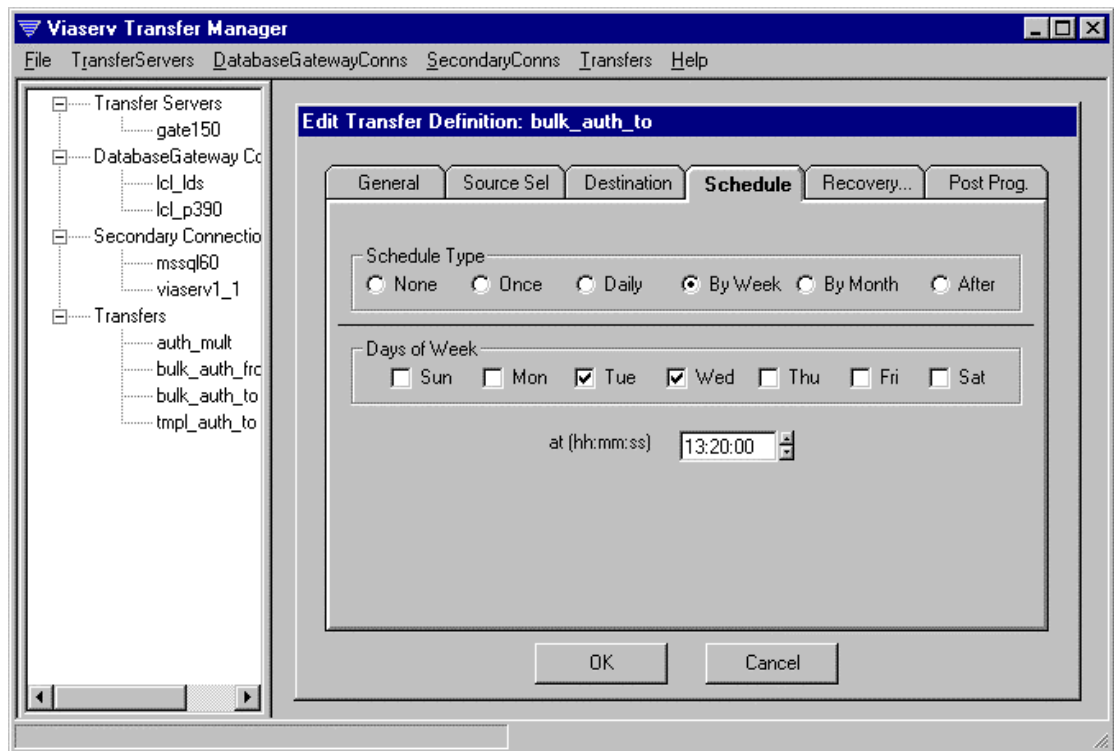 Viaserv Transfer Manager
File TransferServers DatabaseGatewayConns SecondaryConns Transfers Help
Transfer Servers
gate150
DatabaseGateway Co
lcl_lds
lcl_p390
Secondary Connectio
mssql60
viaserv1_1
Transfers
auth_mult
bulk_auth_frc
bulk_auth_to
tmpl_auth_to
Edit Transfer Definition: bulk_auth_to
General Source Sel Destination Schedule Recovery... Post Prog.
Schedule Type
None Once Daily By Week By Month After
Days of Week
Sun Mon Tue Wed Thu Fri Sat
at (hh:mm:ss) 13:20:00
OK Cancel